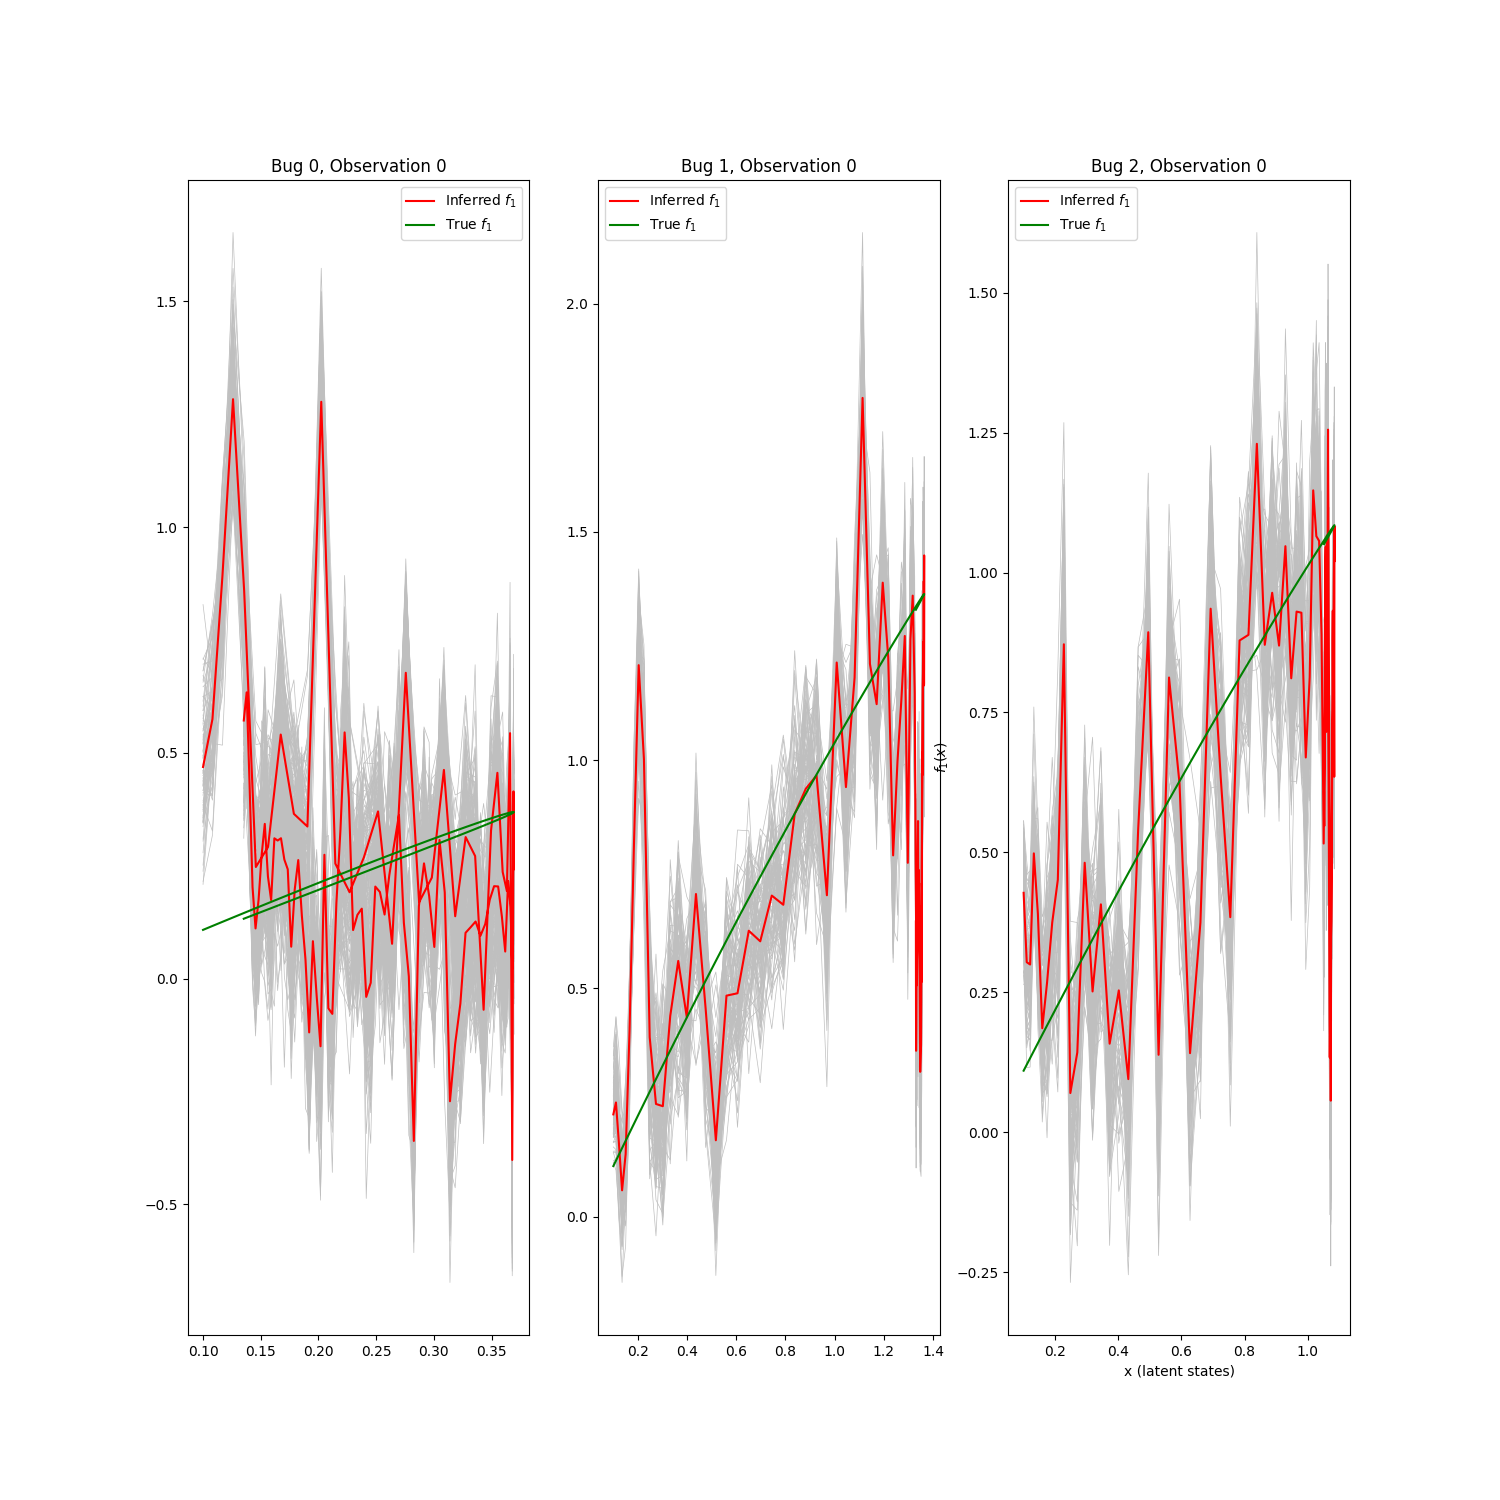 Bug 0, Observation 0
Inferred f₁
True f₁
1.5
1.0
0.5
0.0
−0.5
0.10 0.15 0.20 0.25 0.30 0.35
Bug 1, Observation 0
Inferred f₁
True f₁
2.0
1.5
1.0
0.5
0.0
0.2 0.4 0.6 0.8 1.0 1.2 1.4
Bug 2, Observation 0
Inferred f₁
True f₁
f₁(x)
1.50
1.25
1.00
0.75
0.50
0.25
0.00
−0.25
0.2 0.4 0.6 0.8 1.0
x (latent states)